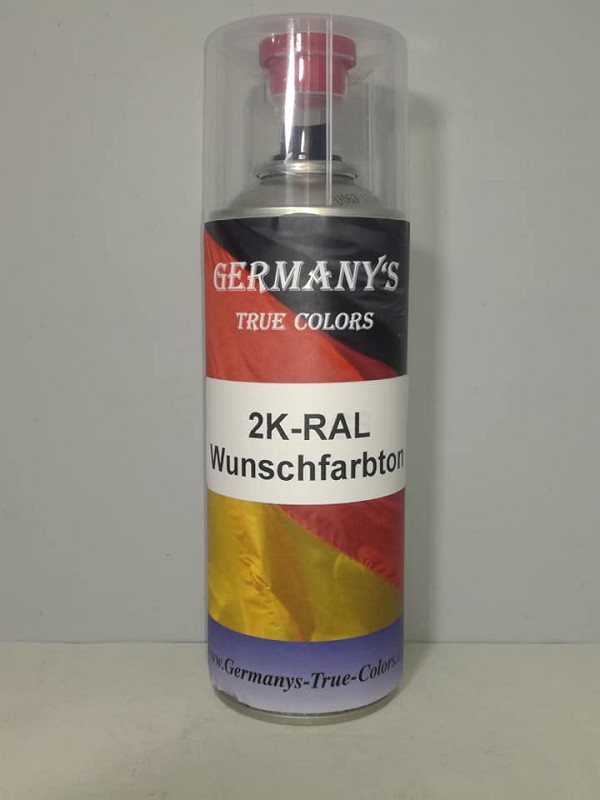 GERMANY'S
TRUE COLORS
2K-RAL
Wunschfarbton
www.Germanys-True-Colors.